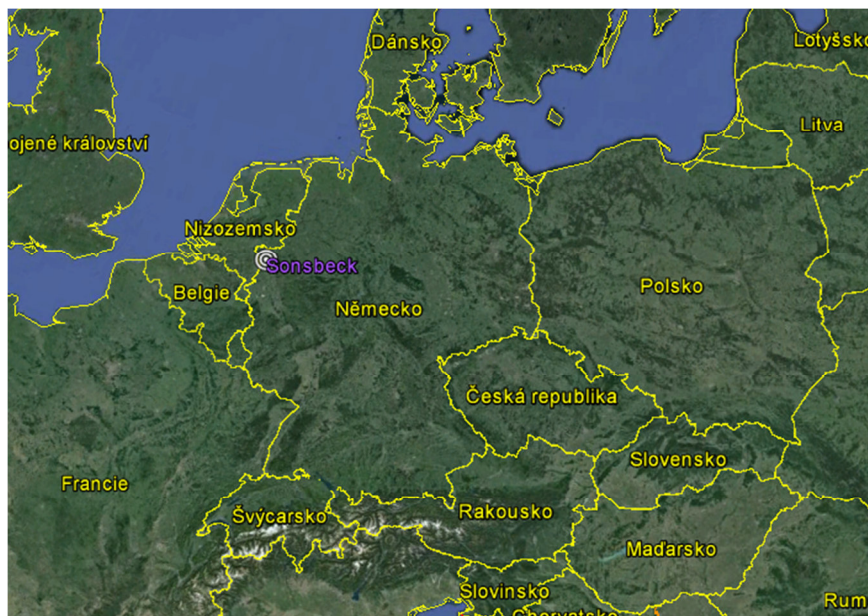 Dánsko
Lotyšsko
Litva
ojené království
Nizozemsko
Sonsbeck
Belgie
Německo
Polsko
Česká republika
Francie
Slovensko
Švýcarsko
Rakousko
Maďarsko
Slovinsko
Rum
Chorvatsko